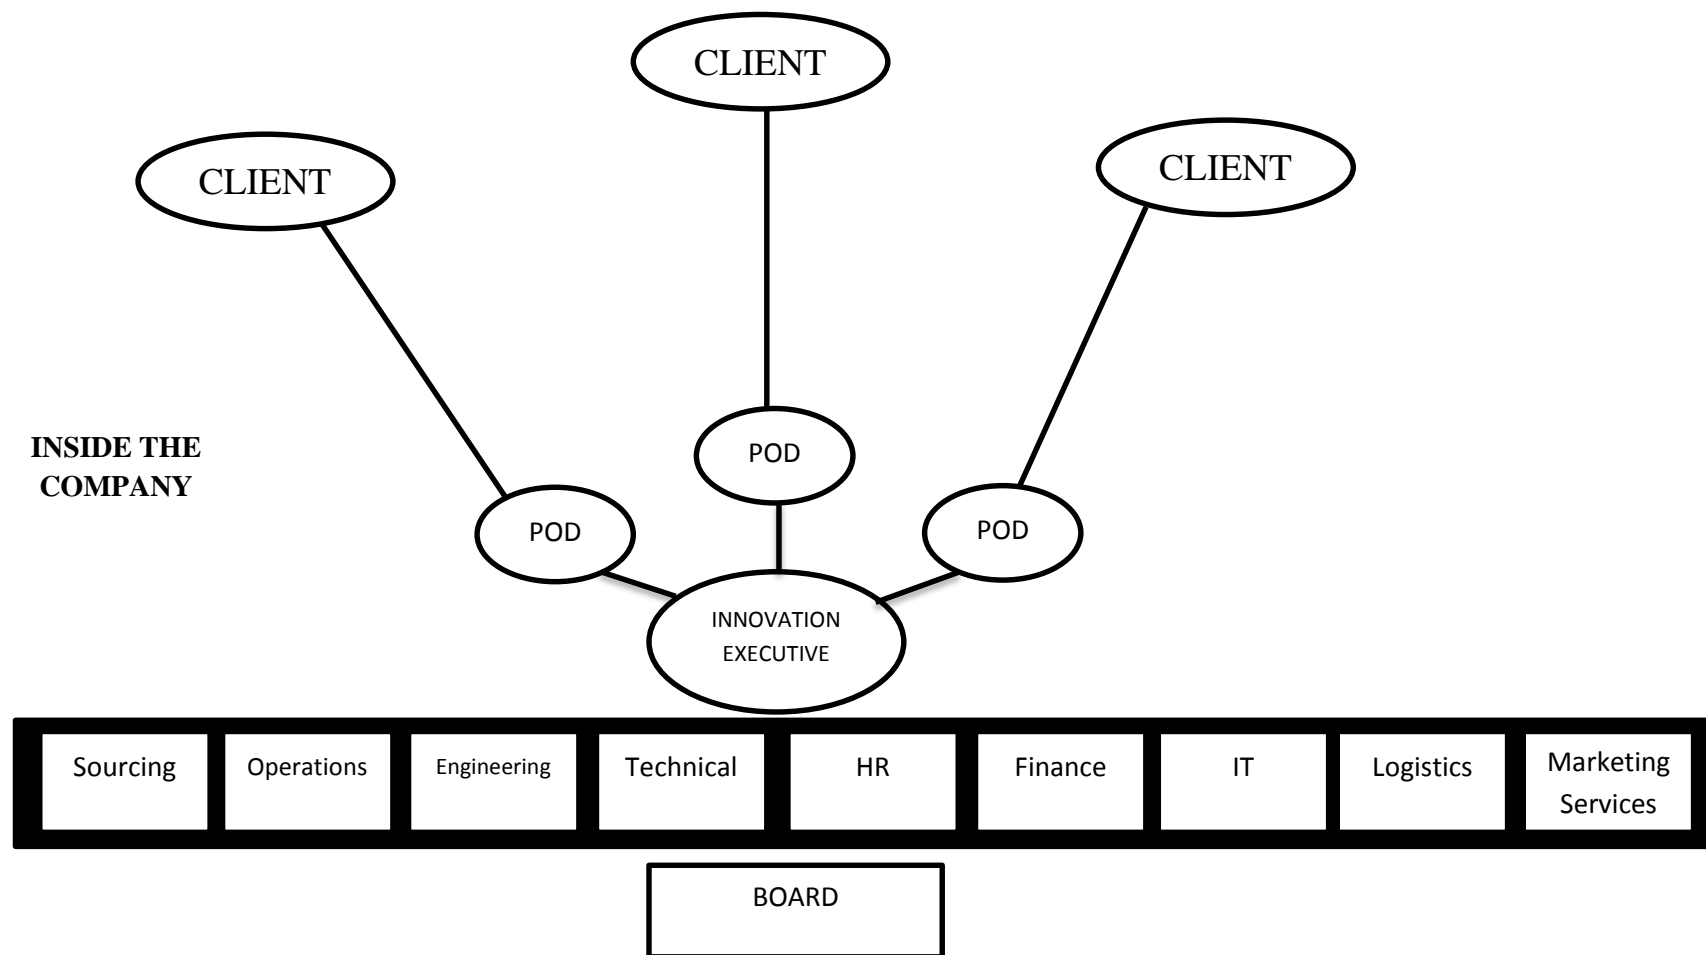 CLIENT
CLIENT
CLIENT
INSIDE THE
COMPANY
POD
POD
POD
INNOVATION
EXECUTIVE
Sourcing
Operations
Engineering
Technical
HR
Finance
IT
Logistics
Marketing
Services
BOARD